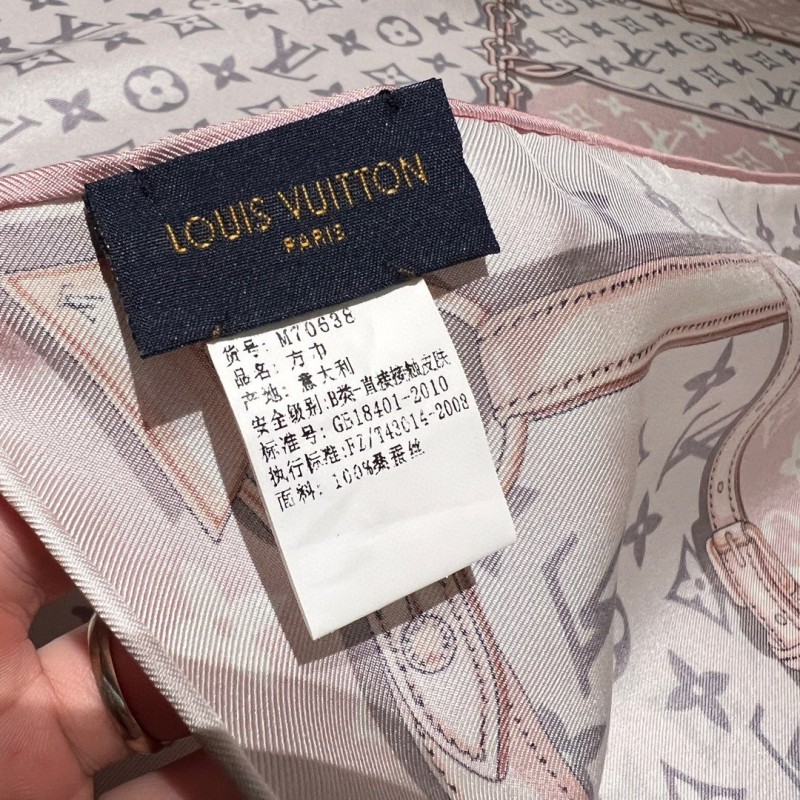 LOUIS VUITTON
PARIS
货号: M70638
品名: 方巾
产地: 意大利
安全级别:B类-直接接触皮肤
标准号: GB18401-2010
执行标准:FZ/T43014-2008
面料: 100%桑蚕丝